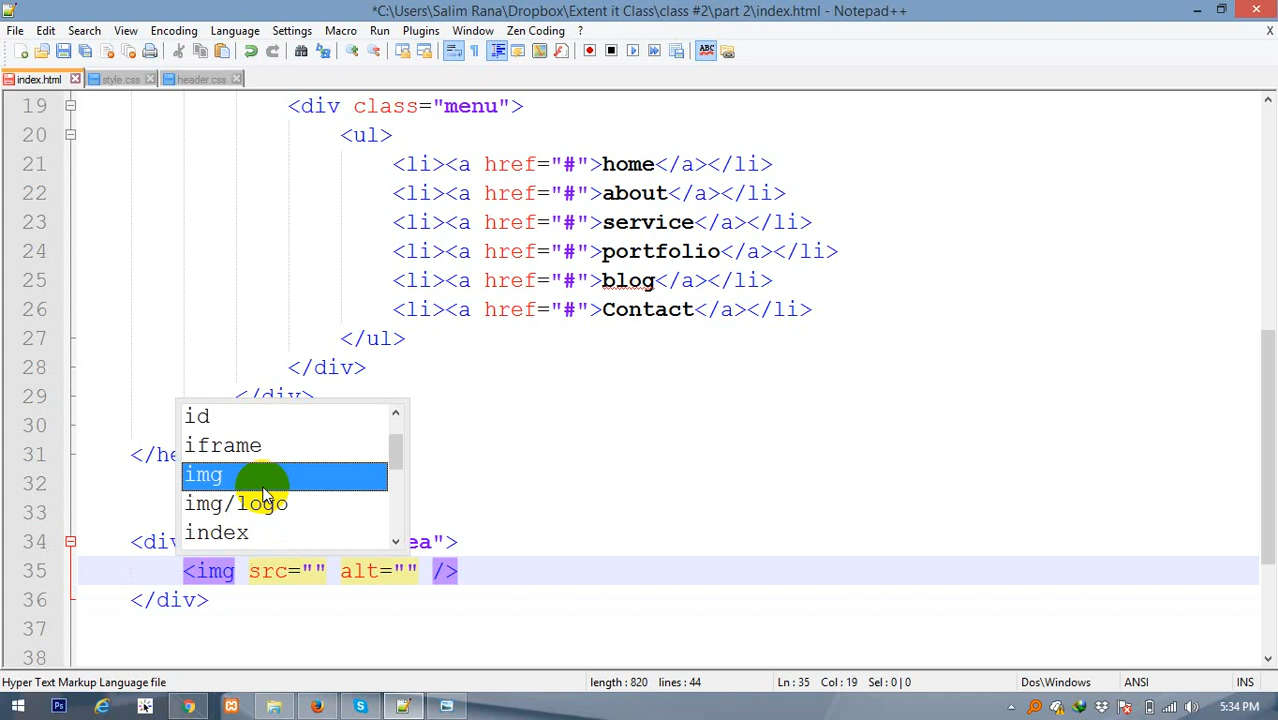 *C:\Users\Salim Rana\Dropbox\Extent it Class\class #2\part 2\index.html - Notepad++
File Edit Search View Encoding Language Settings Macro Run Plugins Window Zen Coding ? X
index.html style.css header.css
19 <div class="menu">
20 <ul>
21 <li><a href="#">home</a></li>
22 <li><a href="#">about</a></li>
23 <li><a href="#">service</a></li>
24 <li><a href="#">portfolio</a></li>
25 <li><a href="#">blog</a></li>
26 <li><a href="#">Contact</a></li>
27 </ul>
28 </div>
29 </div>
30
31 </he
32
33
34 <div ea">
35 <img src="" alt="" />
36 </div>
37
38
id
iframe
img
img/logo
index
Hyper Text Markup Language file length : 820 lines : 44 Ln : 35 Col : 19 Sel : 0 | 0 Dos\Windows ANSI INS
5:34 PM